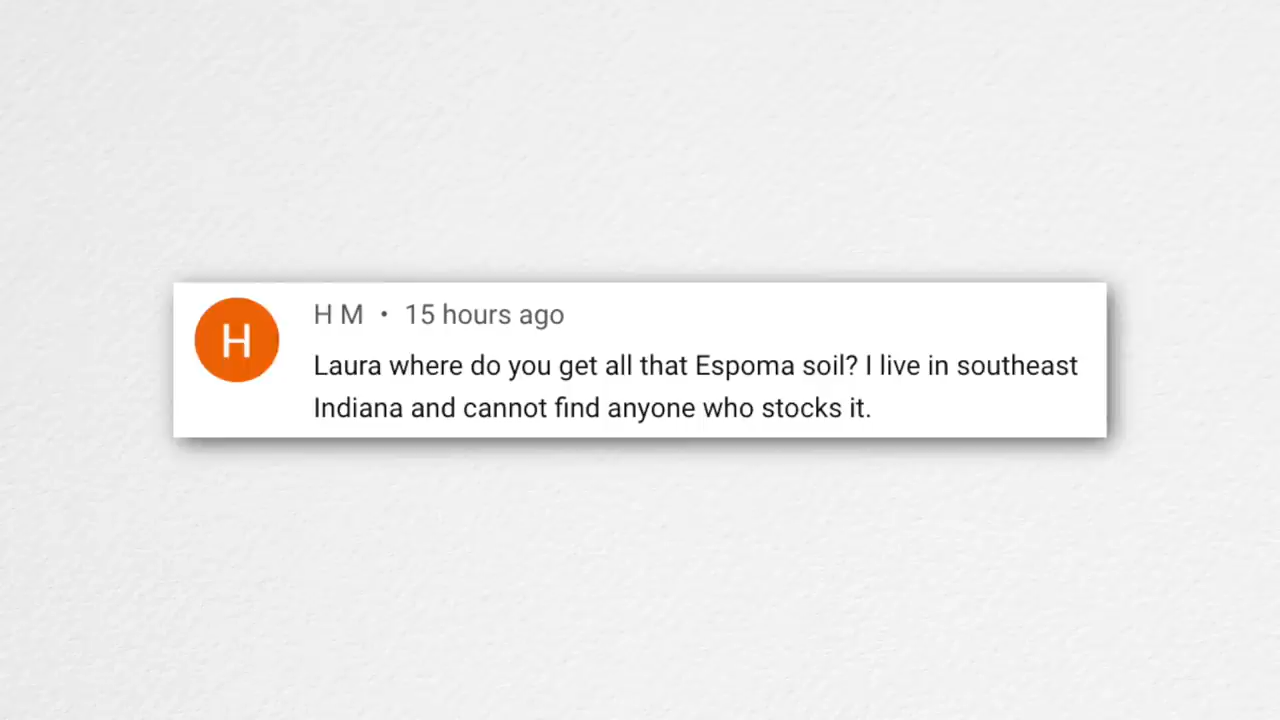 H
H M • 15 hours ago
Laura where do you get all that Espoma soil? I live in southeast
Indiana and cannot find anyone who stocks it.